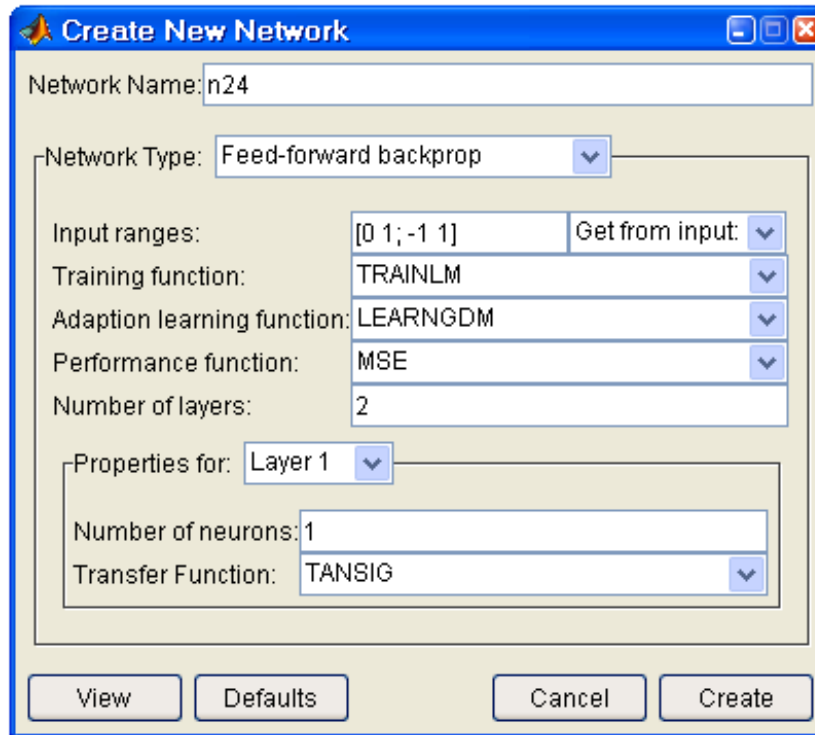 Create New Network
Network Name: n24
Network Type: Feed-forward backprop
Input ranges: [0 1; -1 1] Get from input:
Training function: TRAINLM
Adaption learning function: LEARNGDM
Performance function: MSE
Number of layers: 2
Properties for: Layer 1
Number of neurons: 1
Transfer Function: TANSIG
View Defaults Cancel Create